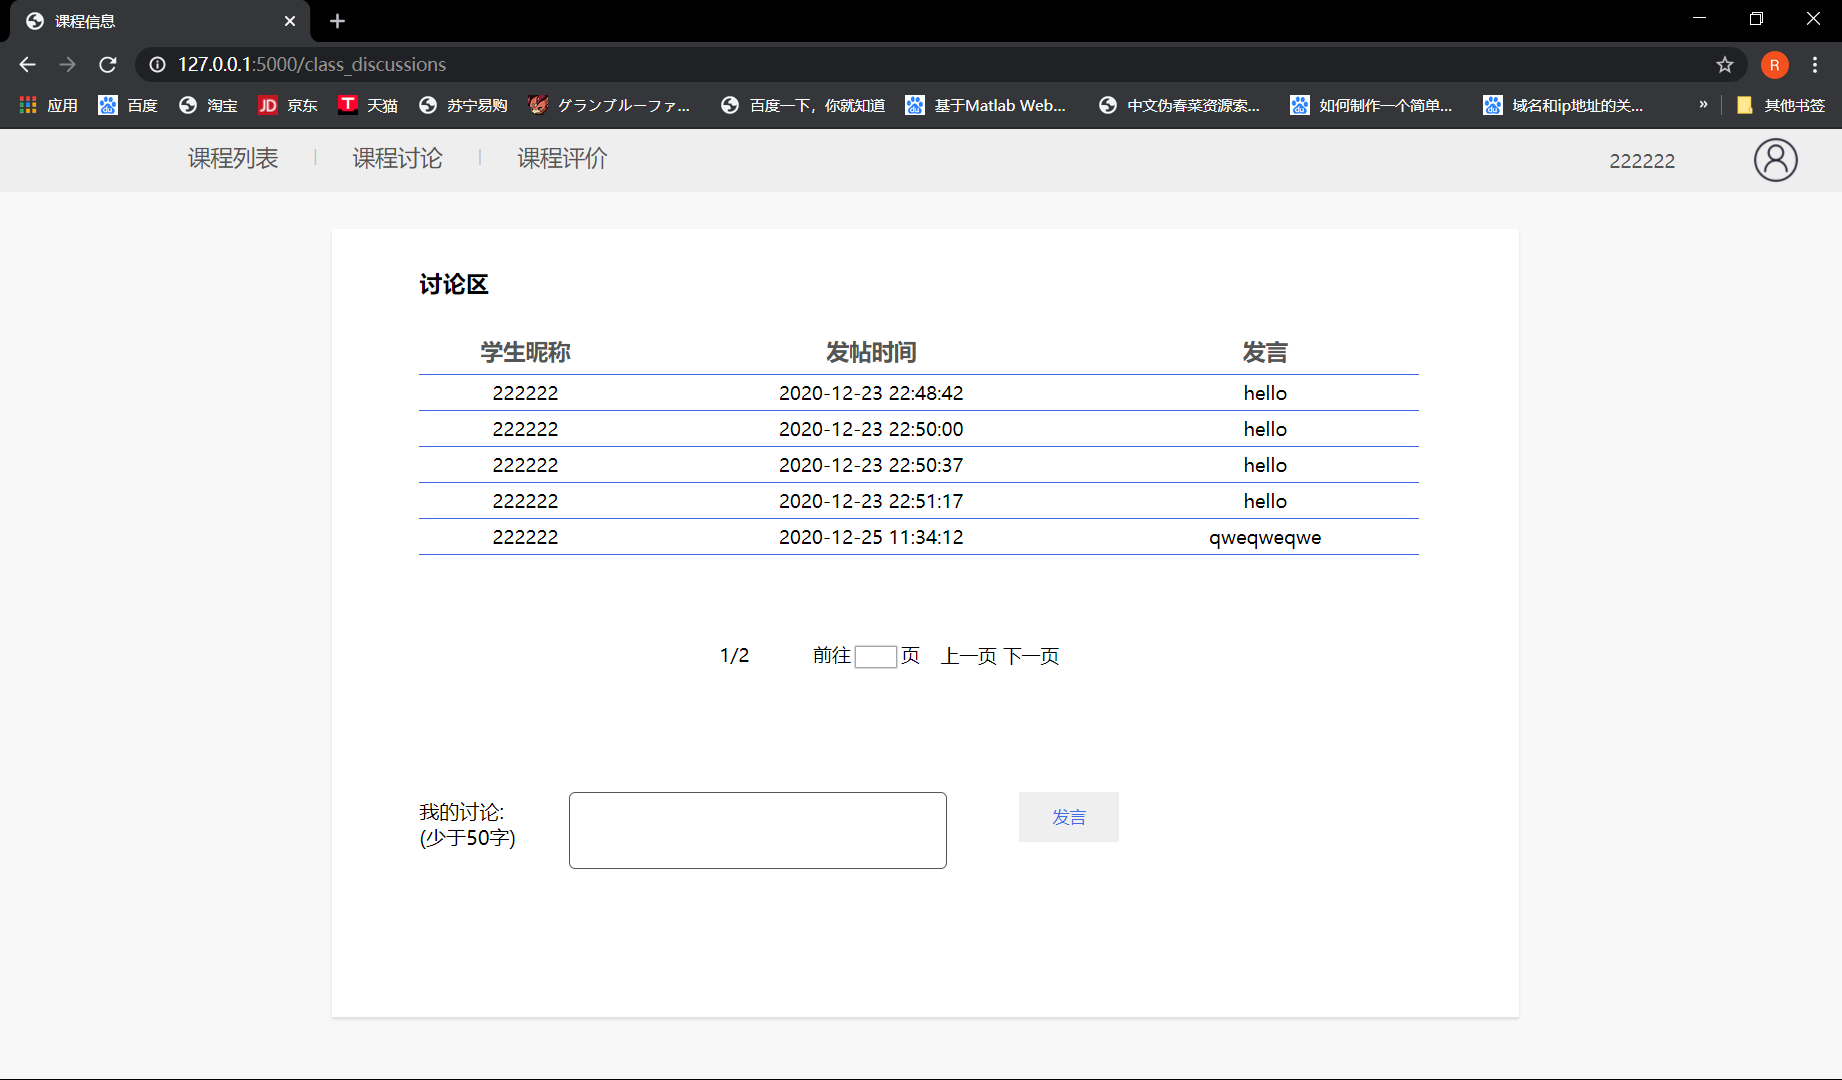 课程信息
127.0.0.1:5000/class_discussions
R
应用 百度 淘宝 JD 京东 T 天猫 苏宁易购 グランブルーファ... 百度一下，你就知道 基于Matlab Web... 中文伪春菜资源索... 如何制作一个简单... 域名和ip地址的关... » 其他书签
课程列表 | 课程讨论 | 课程评价 222222
讨论区
学生昵称 发帖时间 发言
222222 2020-12-23 22:48:42 hello
222222 2020-12-23 22:50:00 hello
222222 2020-12-23 22:50:37 hello
222222 2020-12-23 22:51:17 hello
222222 2020-12-25 11:34:12 qweqweqwe
1/2 前往 页 上一页 下一页
我的讨论: 发言
(少于50字)